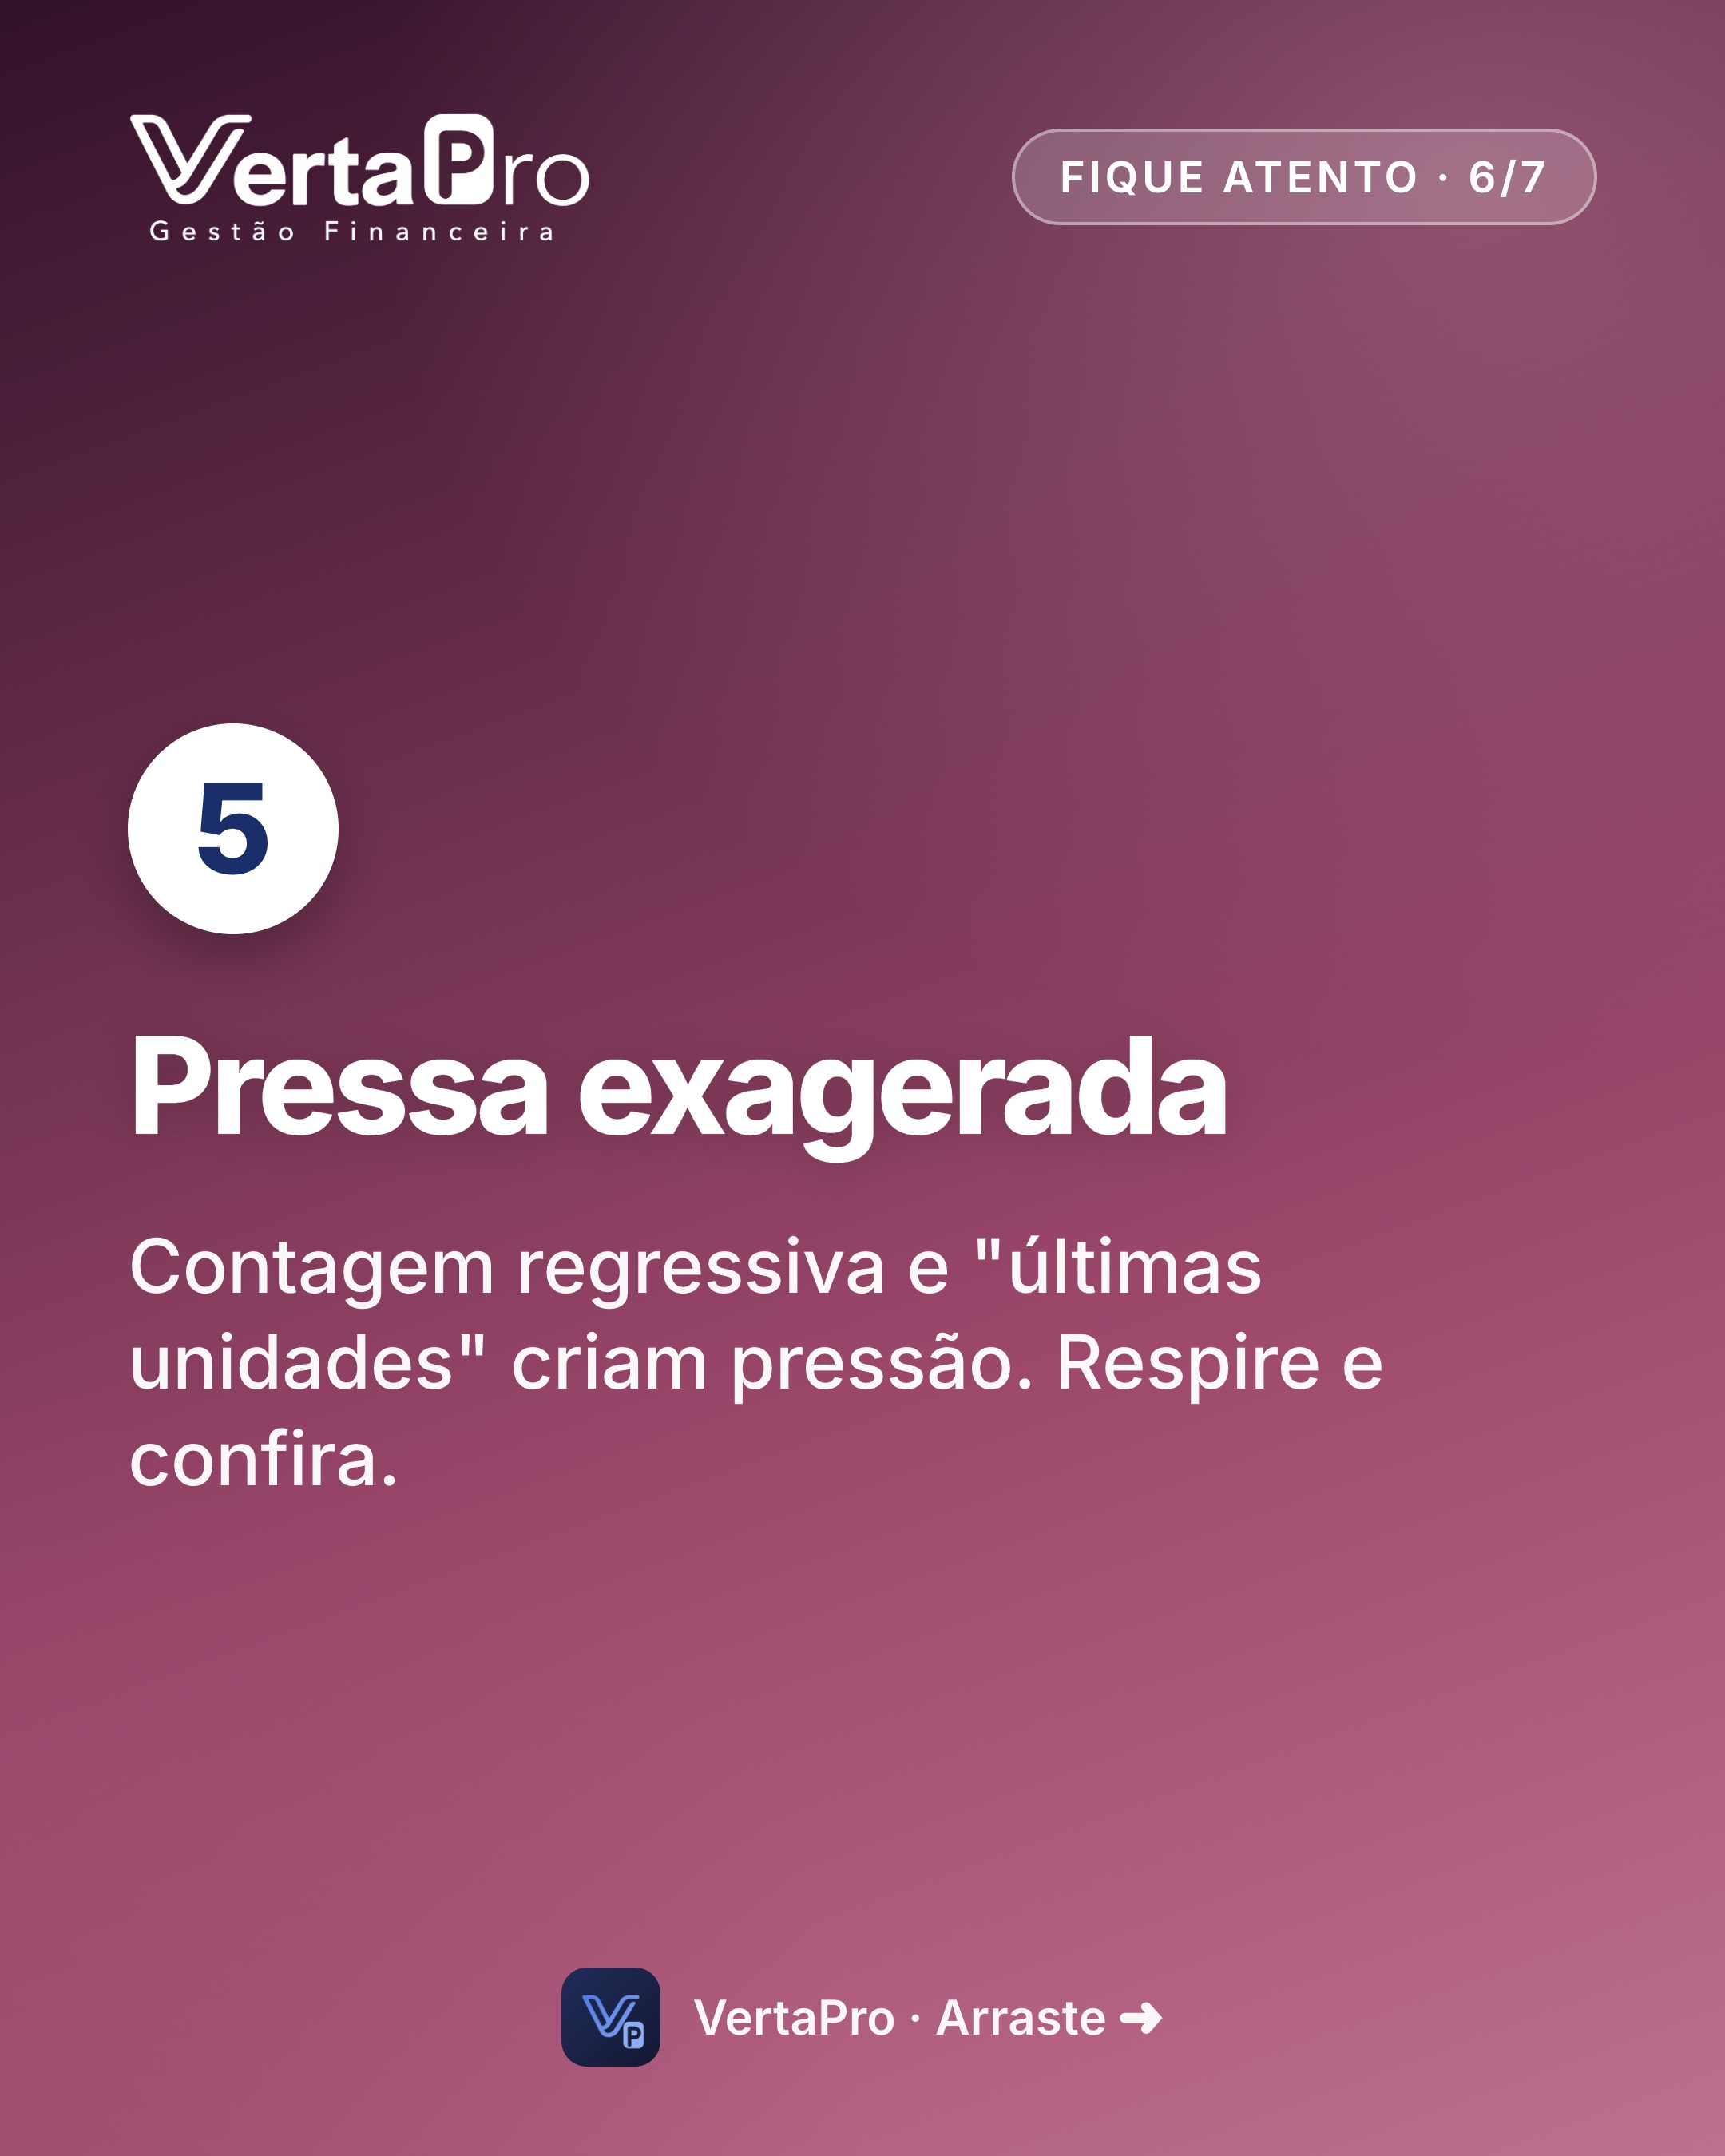 VertaPro
Gestão Financeira
FIQUE ATENTO · 6/7
5
Pressa exagerada
Contagem regressiva e "últimas
unidades" criam pressão. Respire e
confira.
VP
VertaPro · Arraste ➜